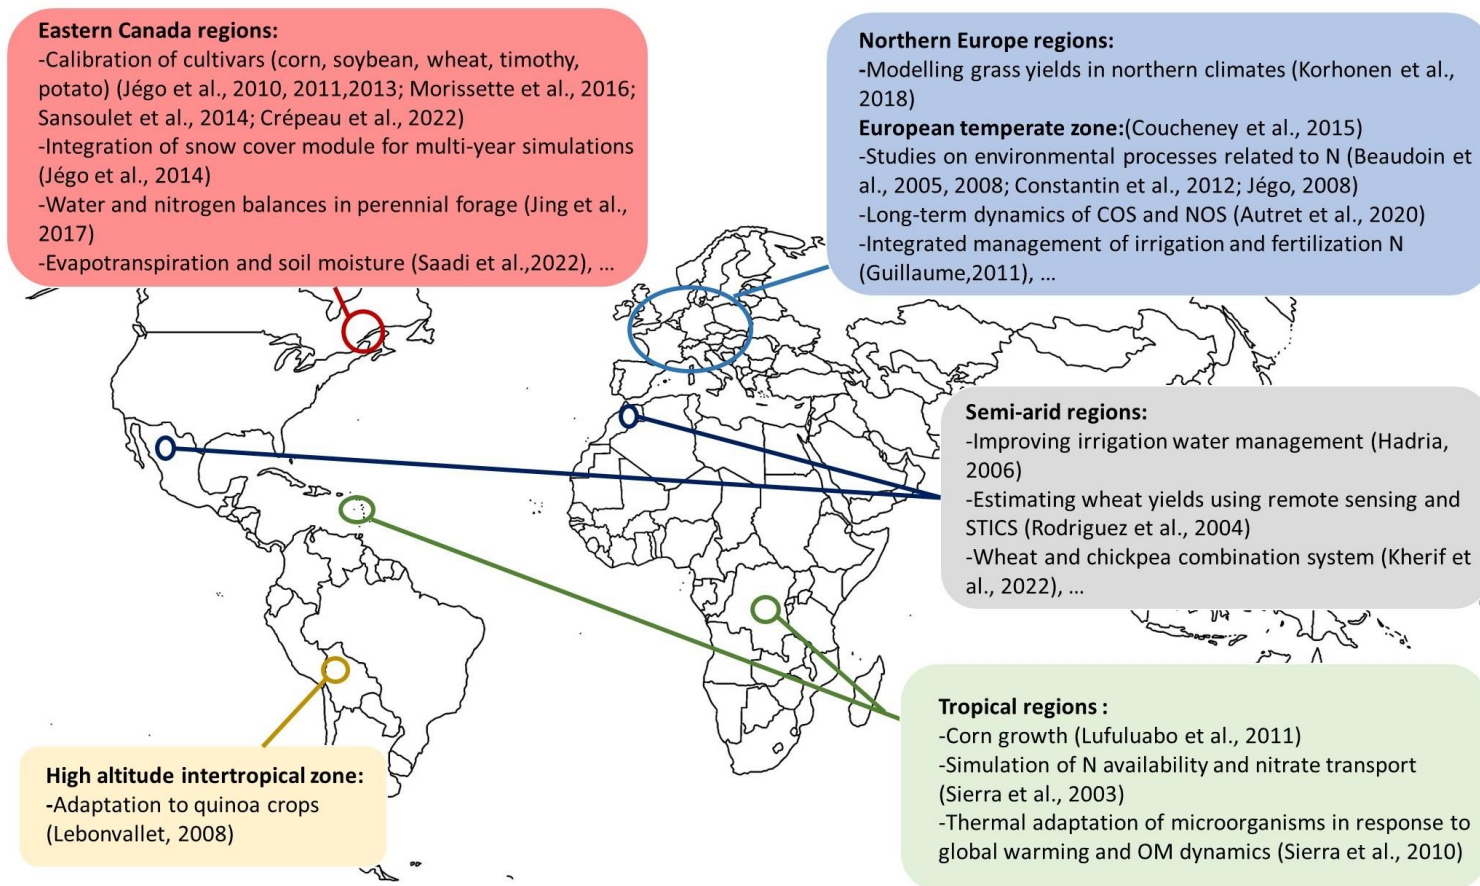 Eastern Canada regions:
-Calibration of cultivars (corn, soybean, wheat, timothy,
potato) (Jégo et al., 2010, 2011,2013; Morissette et al., 2016;
Sansoulet et al., 2014; Crépeau et al., 2022)
-Integration of snow cover module for multi-year simulations
(Jégo et al., 2014)
-Water and nitrogen balances in perennial forage (Jing et al.,
2017)
-Evapotranspiration and soil moisture (Saadi et al.,2022), ...
Northern Europe regions:
-Modelling grass yields in northern climates (Korhonen et al.,
2018)
European temperate zone:(Coucheney et al., 2015)
-Studies on environmental processes related to N (Beaudoin et
al., 2005, 2008; Constantin et al., 2012; Jégo, 2008)
-Long-term dynamics of COS and NOS (Autret et al., 2020)
-Integrated management of irrigation and fertilization N
(Guillaume,2011), ...
Semi-arid regions:
-Improving irrigation water management (Hadria,
2006)
-Estimating wheat yields using remote sensing and
STICS (Rodriguez et al., 2004)
-Wheat and chickpea combination system (Kherif et
al., 2022), ...
High altitude intertropical zone:
-Adaptation to quinoa crops
(Lebonvallet, 2008)
Tropical regions :
-Corn growth (Lufuluabo et al., 2011)
-Simulation of N availability and nitrate transport
(Sierra et al., 2003)
-Thermal adaptation of microorganisms in response to
global warming and OM dynamics (Sierra et al., 2010)